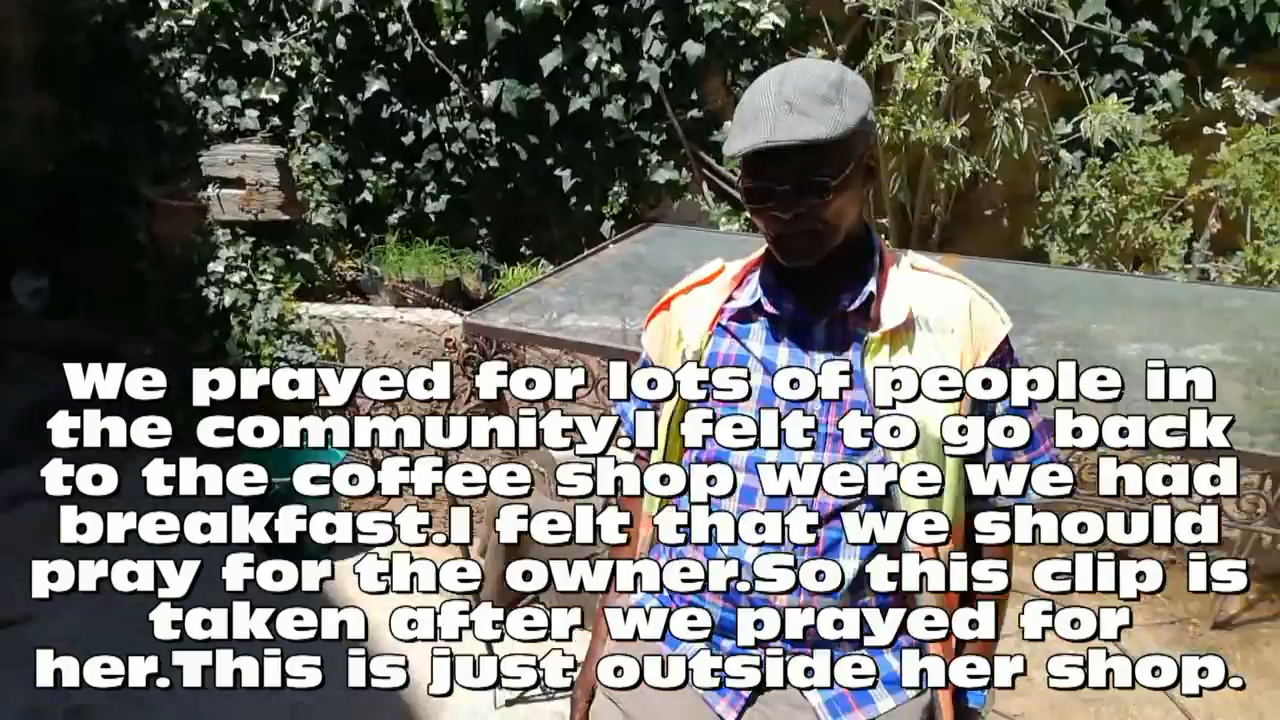 We prayed for lots of people in
the community.I felt to go back
to the coffee shop were we had
breakfast.I felt that we should
pray for the owner.So this clip is
taken after we prayed for
her.This is just outside her shop.